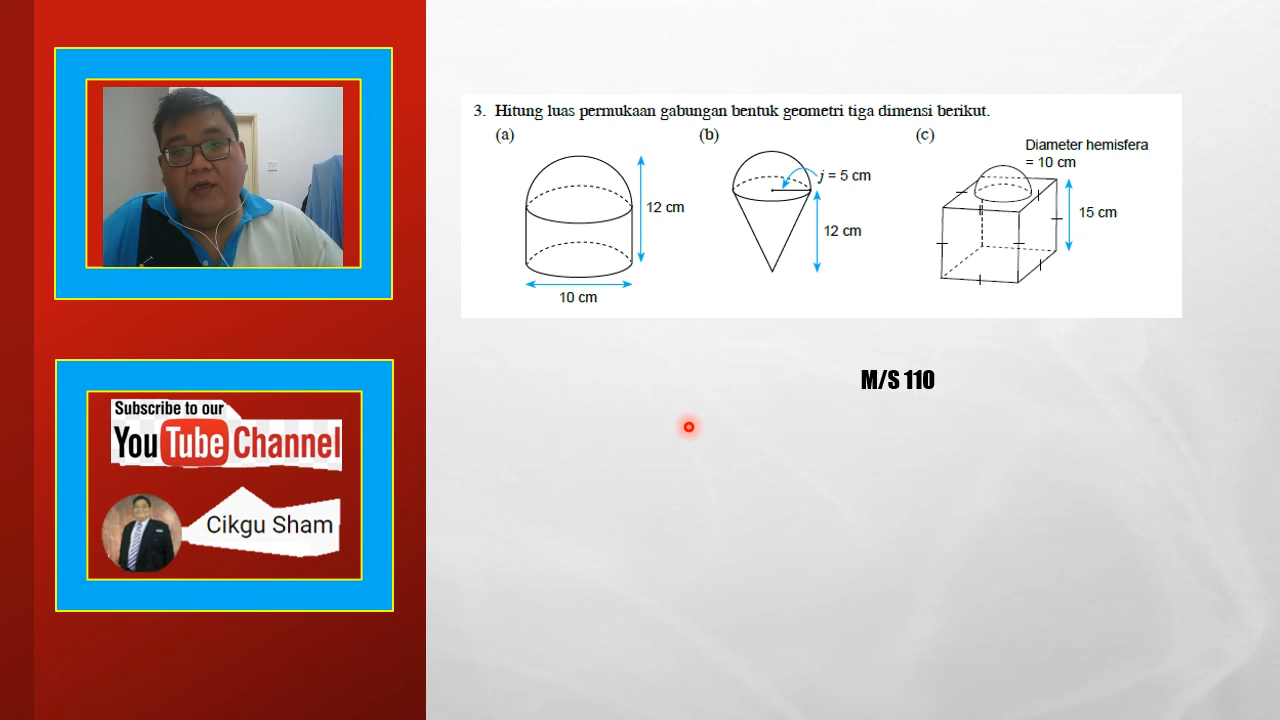 Subscribe to our
YouTube Channel
Cikgu Sham
3. Hitung luas permukaan gabungan bentuk geometri tiga dimensi berikut.
(a)
12 cm
10 cm
(b)
j = 5 cm
12 cm
(c)
Diameter hemisfera
= 10 cm
15 cm
M/S 110